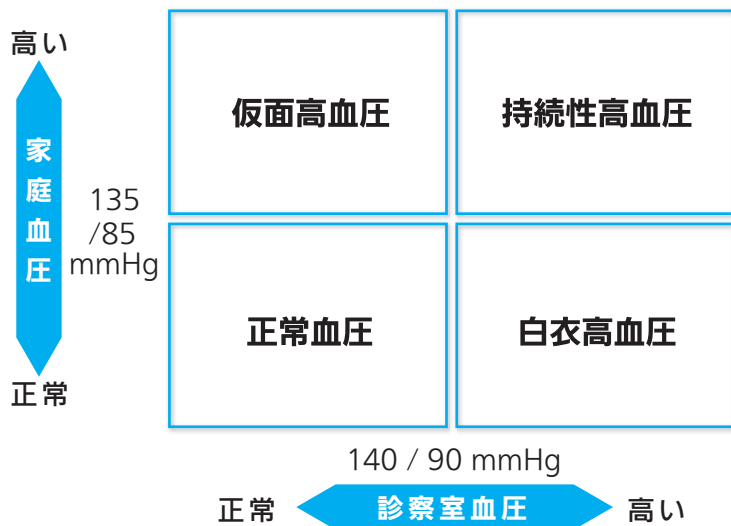 高い
仮面高血圧
持続性高血圧
家庭血圧
135
/85
mmHg
正常血圧
白衣高血圧
正常
140 / 90 mmHg
正常
診察室血圧
高い